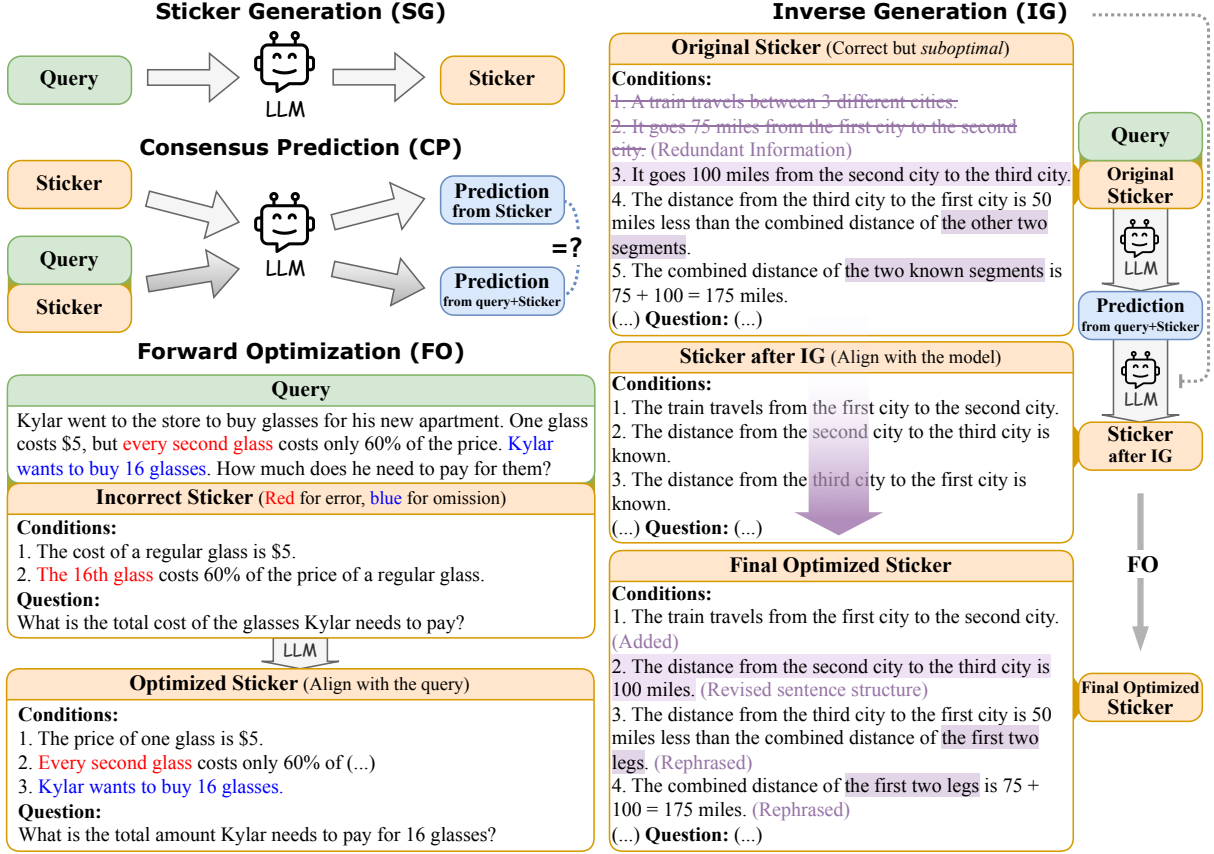 Sticker Generation (SG)
Query
LLM
Sticker
Consensus Prediction (CP)
Sticker
Query
Sticker
LLM
Prediction
from Sticker
=?
Prediction
from query+Sticker
Forward Optimization (FO)
Query
Kylar went to the store to buy glasses for his new apartment. One glass
costs $5, but every second glass costs only 60% of the price. Kylar
wants to buy 16 glasses. How much does he need to pay for them?
Incorrect Sticker (Red for error, blue for omission)
Conditions:
1. The cost of a regular glass is $5.
2. The 16th glass costs 60% of the price of a regular glass.
Question:
What is the total cost of the glasses Kylar needs to pay?
LLM
Optimized Sticker (Align with the query)
Conditions:
1. The price of one glass is $5.
2. Every second glass costs only 60% of (...)
3. Kylar wants to buy 16 glasses.
Question:
What is the total amount Kylar needs to pay for 16 glasses?
Inverse Generation (IG)
Original Sticker (Correct but suboptimal)
Conditions:
1. A train travels between 3 different cities.
2. It goes 75 miles from the first city to the second
city. (Redundant Information)
3. It goes 100 miles from the second city to the third city.
4. The distance from the third city to the first city is 50
miles less than the combined distance of the other two
segments.
5. The combined distance of the two known segments is
75 + 100 = 175 miles.
(...) Question: (...)
Sticker after IG (Align with the model)
Conditions:
1. The train travels from the first city to the second city.
2. The distance from the second city to the third city is
known.
3. The distance from the third city to the first city is
known.
(...) Question: (...)
Final Optimized Sticker
Conditions:
1. The train travels from the first city to the second city.
(Added)
2. The distance from the second city to the third city is
100 miles. (Revised sentence structure)
3. The distance from the third city to the first city is 50
miles less than the combined distance of the first two
legs. (Rephrased)
4. The combined distance of the first two legs is 75 +
100 = 175 miles. (Rephrased)
(...) Question: (...)
Query
Original
Sticker
LLM
Prediction
from query+Sticker
LLM
Sticker
after IG
FO
Final Optimized
Sticker